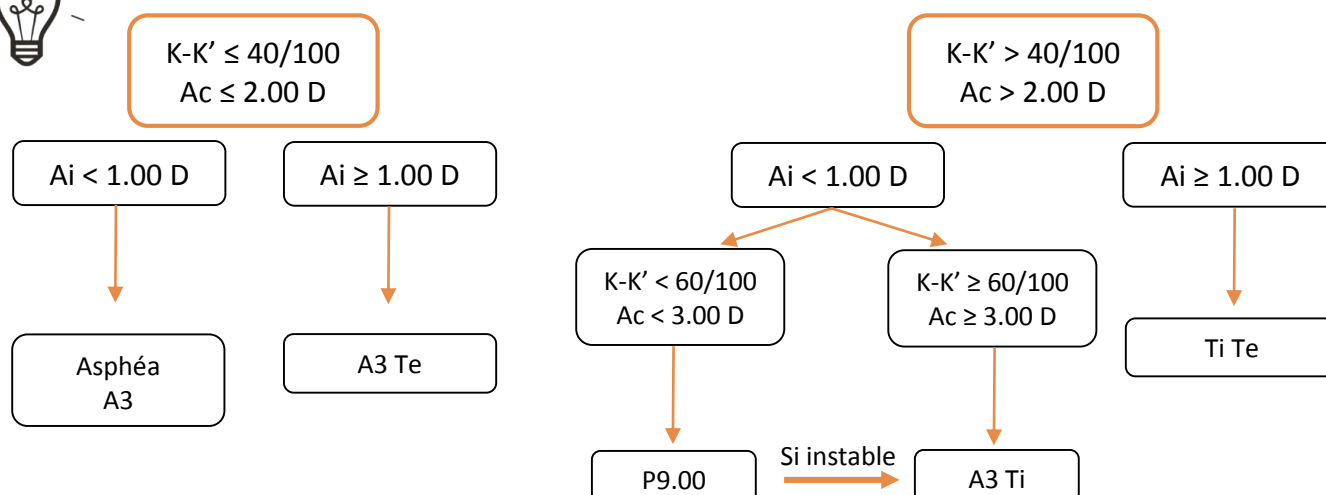 K-K’ ≤ 40/100
Ac ≤ 2.00 D
K-K’ > 40/100
Ac > 2.00 D
Ai < 1.00 D
Ai ≥ 1.00 D
Ai < 1.00 D
Ai ≥ 1.00 D
K-K’ < 60/100
Ac < 3.00 D
K-K’ ≥ 60/100
Ac ≥ 3.00 D
Asphéa
A3
A3 Te
Ti Te
P9.00
Si instable
A3 Ti